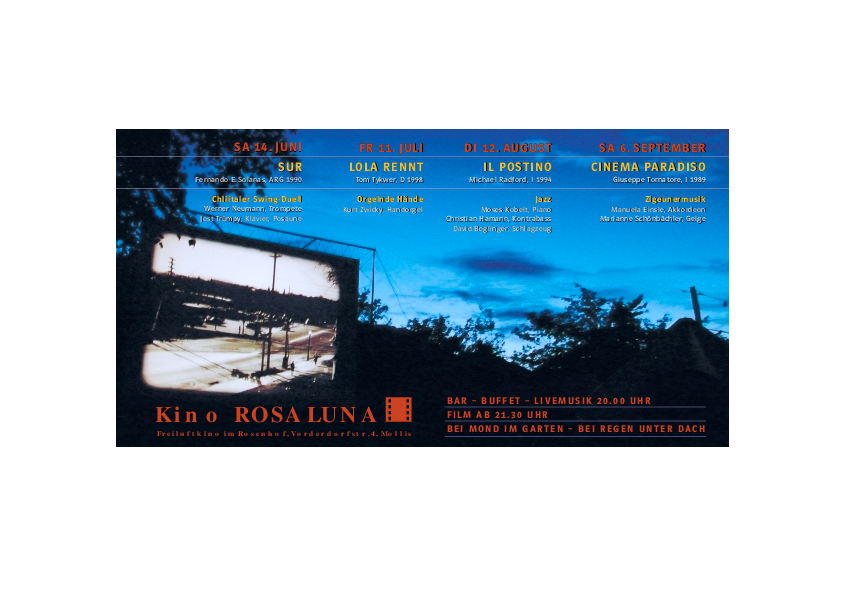 SA 14. JUNI
SUR
Fernando E. Solanas, ARG 1990
Chlitaler Swing-Duell
Werner Neumann, Trompete
Jost Trümpy, Klavier, Posaune
FR 11. JULI
LOLA RENNT
Tom Tykwer, D 1998
Orgelnde Hände
Kurt Zwicky, Handorgel
DI 12. AUGUST
IL POSTINO
Michael Radford, I 1994
Jazz
Moses Kobelt, Piano
Christian Hamann, Kontrabass
David Beglinger, Schlagzeug
SA 6. SEPTEMBER
CINEMA PARADISO
Giuseppe Tornatore, I 1989
Zigeunermusik
Manuela Einsle, Akkordeon
Marianne Schönbächler, Geige
Kino ROSA LUNA
Freiluftkino im Rosenhof, Vorderdorfstr. 4, Mollis
BAR – BUFFET – LIVEMUSIK 20.00 UHR
FILM AB 21.30 UHR
BEI MOND IM GARTEN – BEI REGEN UNTER DACH